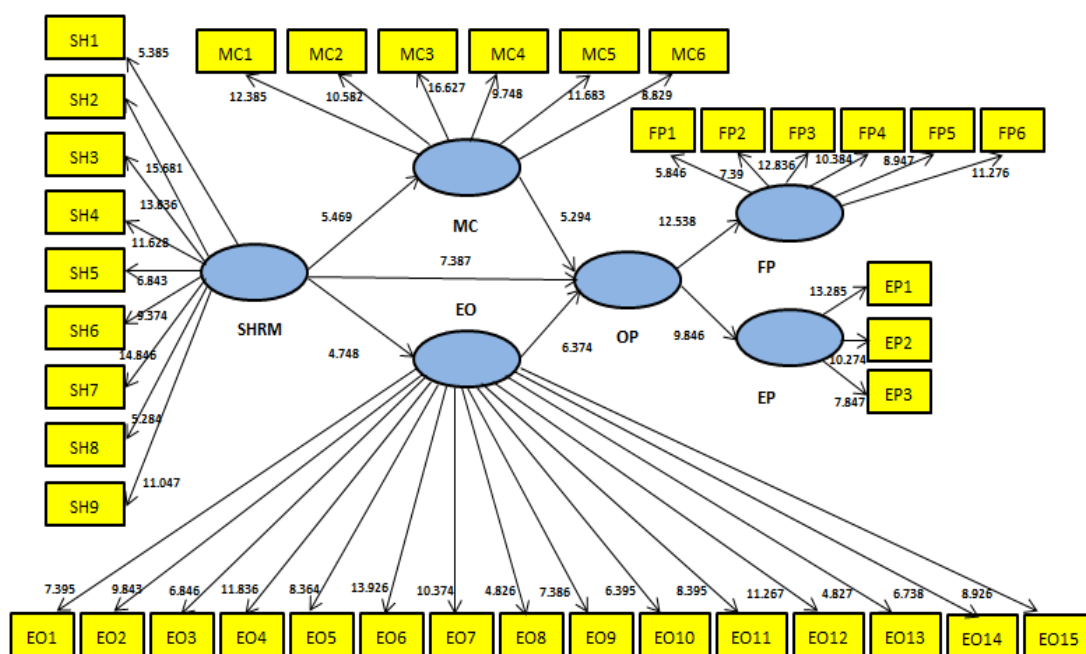 SH1
SH2
SH3
SH4
SH5
SH6
SH7
SH8
SH9
5.385
15.681
13.836
11.628
6.843
9.374
14.846
5.284
11.047
MC1
MC2
MC3
MC4
MC5
MC6
12.385
10.582
16.627
9.748
11.683
8.829
FP1
FP2
FP3
FP4
FP5
FP6
5.846
7.39
12.836
10.384
8.947
11.276
SHRM
5.469
7.387
4.748
MC
EO
5.294
6.374
OP
12.538
9.846
FP
EP
13.285
10.274
7.847
EP1
EP2
EP3
7.395
9.843
6.846
11.836
8.364
13.926
10.374
4.826
7.386
6.395
8.395
11.267
4.827
6.738
8.926
EO1
EO2
EO3
EO4
EO5
EO6
EO7
EO8
EO9
EO10
EO11
EO12
EO13
EO14
EO15